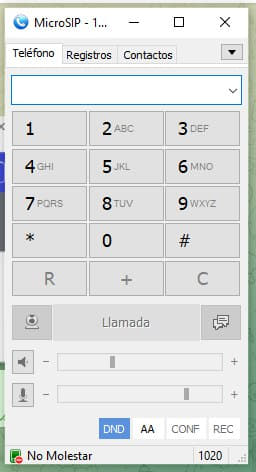 MicroSIP - 1...
Teléfono Registros Contactos
1 2 ABC 3 DEF
4 GHI 5 JKL 6 MNO
7 PQRS 8 TUV 9 WXYZ
* 0 #
R + C
Llamada
- +
- +
DND AA CONF REC
No Molestar 1020